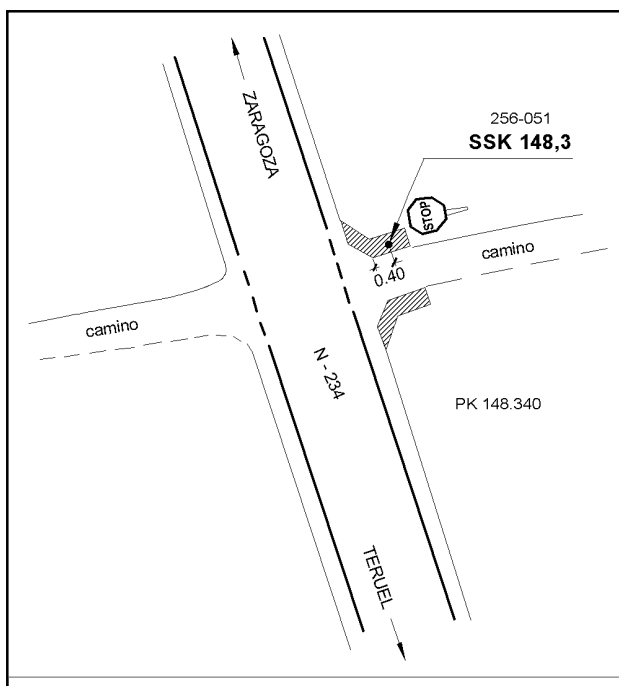 ZARAGOZA
256-051
SSK 148,3
STOP
camino
0.40
camino
N - 234
PK 148.340
TERUEL